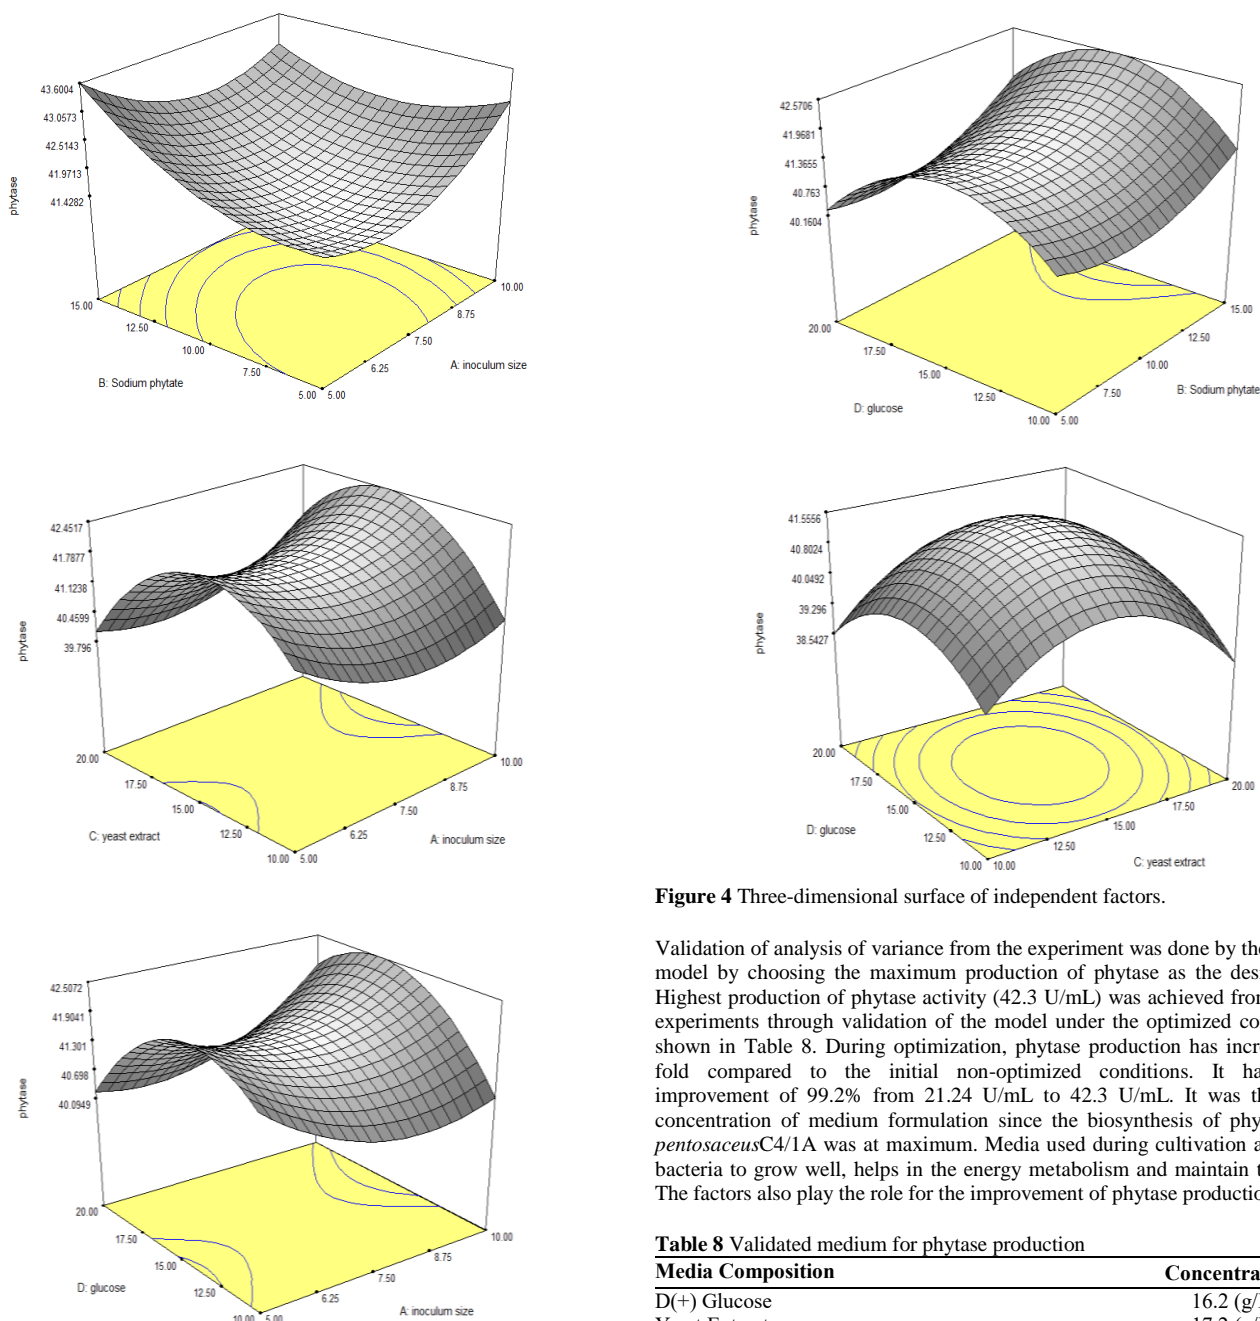 43.6004
43.0573
42.5143
41.9713
41.4282
phytase
15.00
12.50
10.00
7.50
5.00
5.00
6.25
7.50
8.75
10.00
B: Sodium phytate
A: inoculum size
42.4517
41.7877
41.1238
40.4599
39.796
phytase
20.00
17.50
15.00
12.50
10.00
5.00
6.25
7.50
8.75
10.00
C: yeast extract
A: inoculum size
42.5072
41.9041
41.301
40.698
40.0949
phytase
20.00
17.50
15.00
12.50
10.00
5.00
6.25
7.50
8.75
10.00
D: glucose
A: inoculum size
42.5706
41.9681
41.3655
40.763
40.1604
phytase
20.00
17.50
15.00
12.50
10.00
5.00
7.50
10.00
12.50
15.00
D: glucose
B: Sodium phytate
41.5556
40.8024
40.0492
39.296
38.5427
phytase
20.00
17.50
15.00
12.50
10.00
10.00
12.50
15.00
17.50
20.00
D: glucose
C: yeast extract
Figure 4 Three-dimensional surface of independent factors.
Validation of analysis of variance from the experiment was done by the
model by choosing the maximum production of phytase as the des
Highest production of phytase activity (42.3 U/mL) was achieved from
experiments through validation of the model under the optimized co
shown in Table 8. During optimization, phytase production has incr
fold compared to the initial non-optimized conditions. It ha
improvement of 99.2% from 21.24 U/mL to 42.3 U/mL. It was th
concentration of medium formulation since the biosynthesis of phy
pentosaceusC4/1A was at maximum. Media used during cultivation a
bacteria to grow well, helps in the energy metabolism and maintain t
The factors also play the role for the improvement of phytase productio
Table 8 Validated medium for phytase production
Media Composition Concentra
D(+) Glucose 16.2 (g/